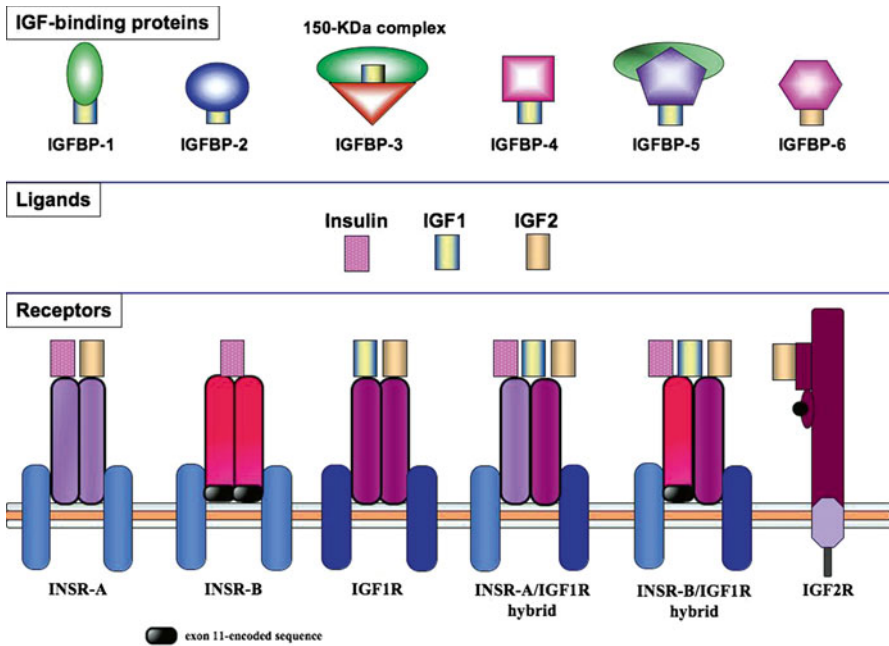 IGF-binding proteins
150-KDa complex
IGFBP-1
IGFBP-2
IGFBP-3
IGFBP-4
IGFBP-5
IGFBP-6
Ligands
Insulin
IGF1
IGF2
Receptors
INSR-A
INSR-B
IGF1R
INSR-A/IGF1R
hybrid
INSR-B/IGF1R
hybrid
IGF2R
exon 11-encoded sequence